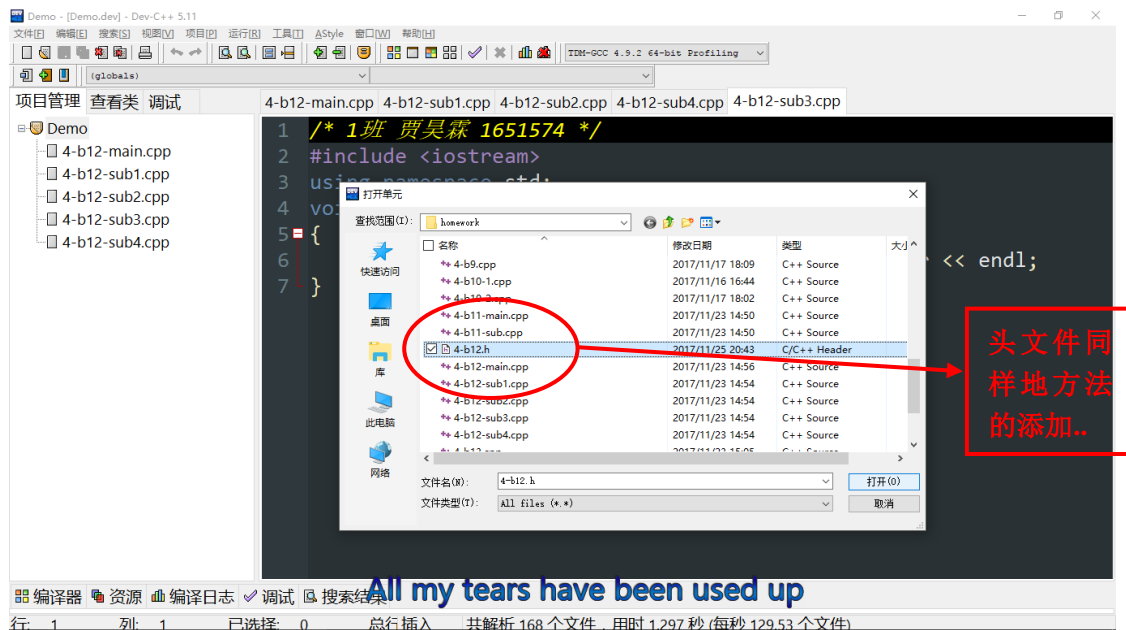 Demo - [Demo.dev] - Dev-C++ 5.11
文件[F] 编辑[E] 搜索[S] 视图[V] 项目[P] 运行[R] 工具[T] AStyle 窗口[W] 帮助[H]
TDM-GCC 4.9.2 64-bit Profiling
(globals)
项目管理 查看类 调试
4-b12-main.cpp 4-b12-sub1.cpp 4-b12-sub2.cpp 4-b12-sub4.cpp 4-b12-sub3.cpp
Demo
4-b12-main.cpp
4-b12-sub1.cpp
4-b12-sub2.cpp
4-b12-sub3.cpp
4-b12-sub4.cpp
1 /* 1班 贾昊霖 1651574 */
2 #include <iostream>
3 using namespace std;
4
5 {
6 << endl;
7 }
打开单元
查找范围(I): homework
快速访问
桌面
库
此电脑
网络
名称 修改日期 类型
4-b9.cpp 2017/11/17 18:09 C++ Source
4-b10-1.cpp 2017/11/16 16:44 C++ Source
4-b10-2.cpp 2017/11/17 18:02 C++ Source
4-b11-main.cpp 2017/11/23 14:50 C++ Source
4-b11-sub.cpp 2017/11/23 14:50 C++ Source
4-b12.h 2017/11/25 20:43 C/C++ Header
4-b12-main.cpp 2017/11/23 14:56 C++ Source
4-b12-sub1.cpp 2017/11/23 14:54 C++ Source
4-b12-sub2.cpp 2017/11/23 14:54 C++ Source
4-b12-sub3.cpp 2017/11/23 14:54 C++ Source
4-b12-sub4.cpp 2017/11/23 14:54 C++ Source
文件名(N): 4-b12.h 打开(O)
文件类型(T): All files (*.*) 取消
头文件同
样地方法
的添加..
编译器 资源 编译日志 调试 搜索结果
All my tears have been used up
行: 1 列: 1 已选择: 0 总行 插入 共解析 168 个文件，用时 1.297 秒 (每秒 129.53 个文件)